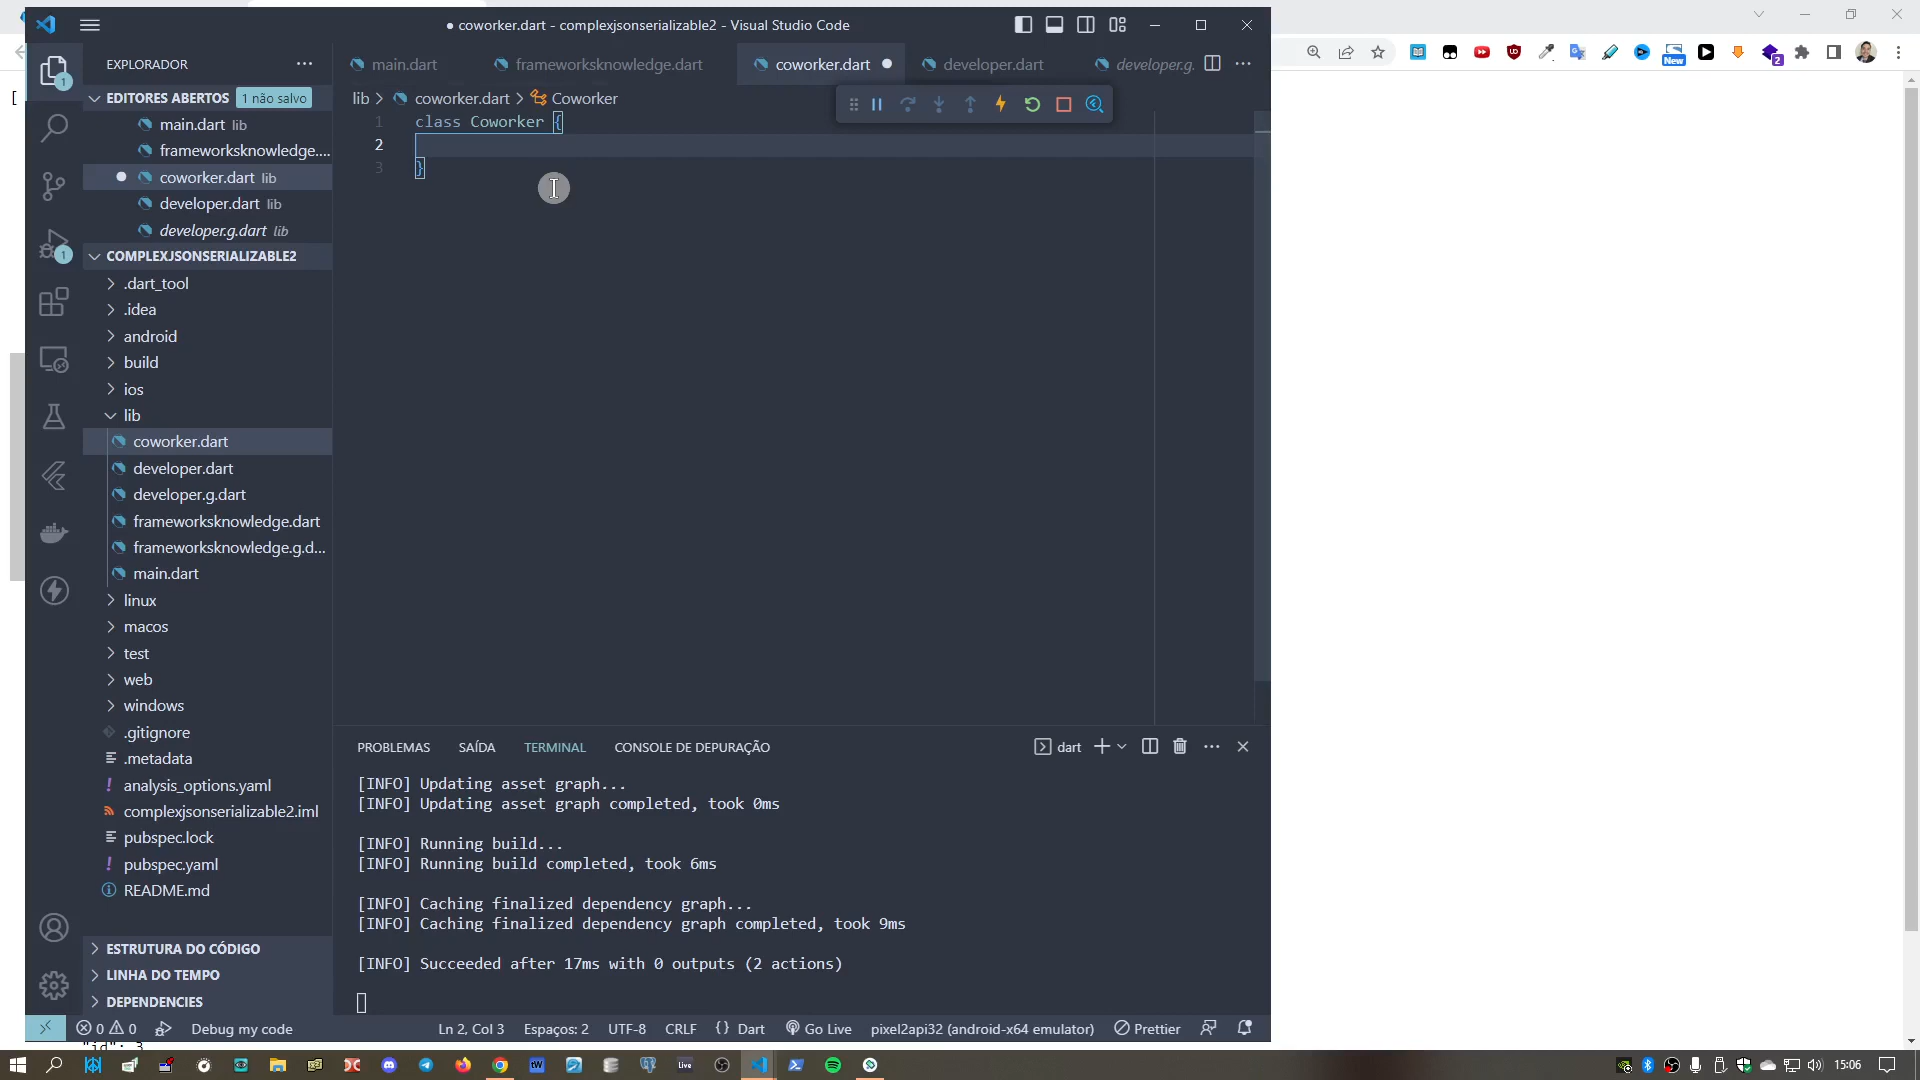 coworker.dart - complexjsonserializable2 - Visual Studio Code
EXPLORADOR
main.dart
frameworksknowledge.dart
coworker.dart
developer.dart
developer.g.
EDITORES ABERTOS
1 não salvo
main.dart lib
frameworksknowledge....
coworker.dart lib
developer.dart lib
developer.g.dart lib
COMPLEXJSONSERIALIZABLE2
.dart_tool
.idea
android
build
ios
lib
coworker.dart
developer.dart
developer.g.dart
frameworksknowledge.dart
frameworksknowledge.g.d...
main.dart
linux
macos
test
web
windows
.gitignore
.metadata
analysis_options.yaml
complexjsonserializable2.iml
pubspec.lock
pubspec.yaml
README.md
ESTRUTURA DO CÓDIGO
LINHA DO TEMPO
DEPENDENCIES
lib > coworker.dart > Coworker
1 class Coworker {
2
3 }
PROBLEMAS
SAÍDA
TERMINAL
CONSOLE DE DEPURAÇÃO
dart
[INFO] Updating asset graph...
[INFO] Updating asset graph completed, took 0ms
[INFO] Running build...
[INFO] Running build completed, took 6ms
[INFO] Caching finalized dependency graph...
[INFO] Caching finalized dependency graph completed, took 9ms
[INFO] Succeeded after 17ms with 0 outputs (2 actions)
0 0 Debug my code
Ln 2, Col 3
Espaços: 2
UTF-8
CRLF
{} Dart
Go Live
pixel2api32 (android-x64 emulator)
Prettier
[
New
2
1
1
"id": 3
Live
15:06